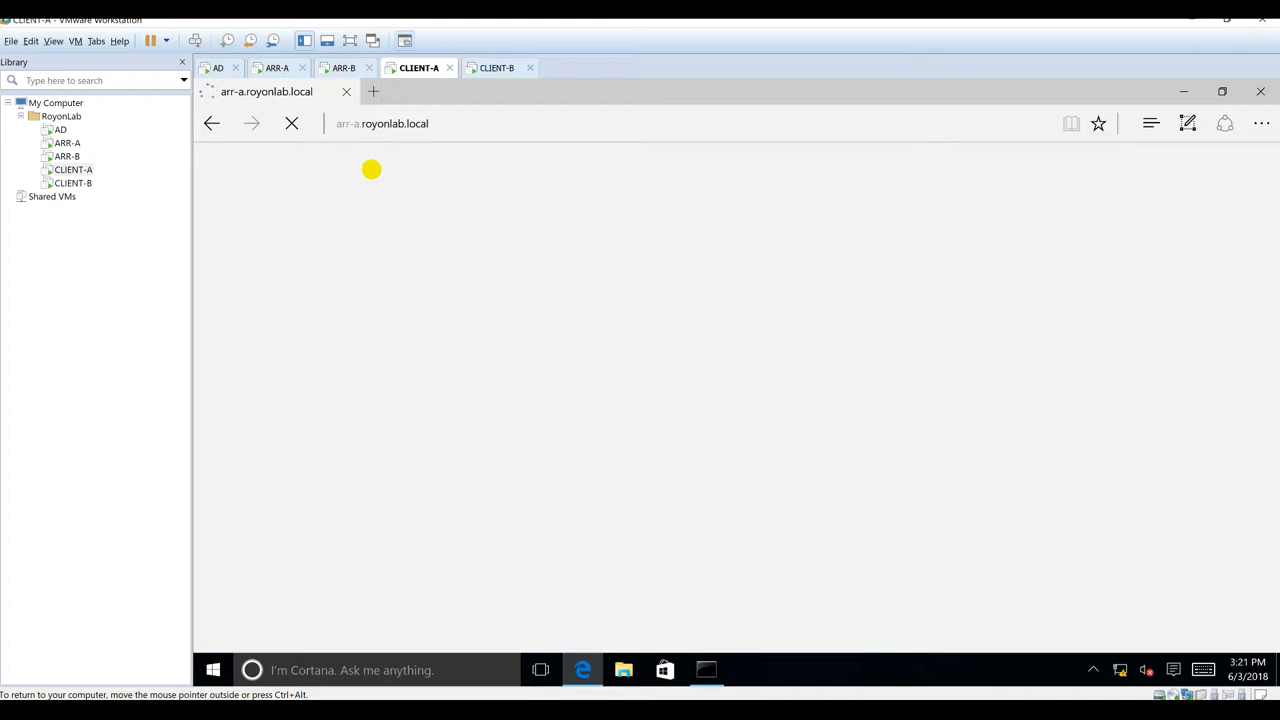 CLIENT-A - VMware Workstation
File Edit View VM Tabs Help
Library
Type here to search
My Computer
RoyonLab
AD
ARR-A
ARR-B
CLIENT-A
CLIENT-B
Shared VMs
AD ARR-A ARR-B CLIENT-A CLIENT-B
arr-a.royonlab.local
arr-a.royonlab.local
I'm Cortana. Ask me anything.
3:21 PM
6/3/2018
To return to your computer, move the mouse pointer outside or press Ctrl+Alt.